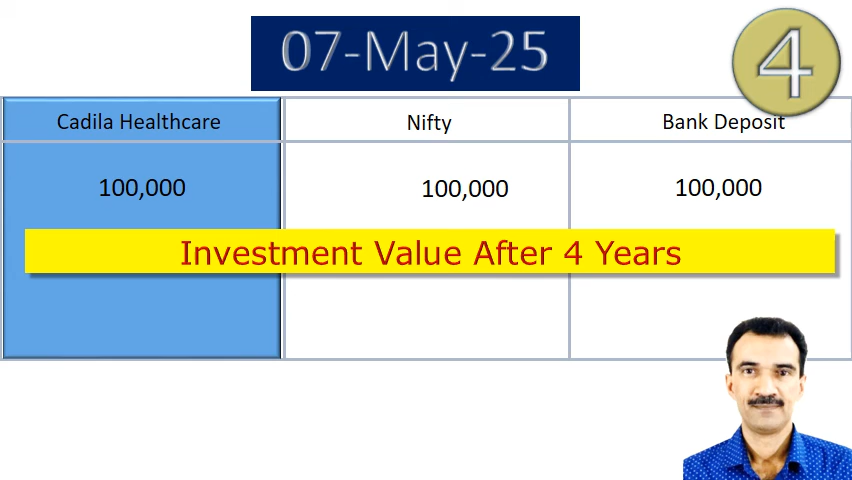 07-May-25
4
Cadila Healthcare
Nifty
Bank Deposit
100,000
100,000
100,000
Investment Value After 4 Years